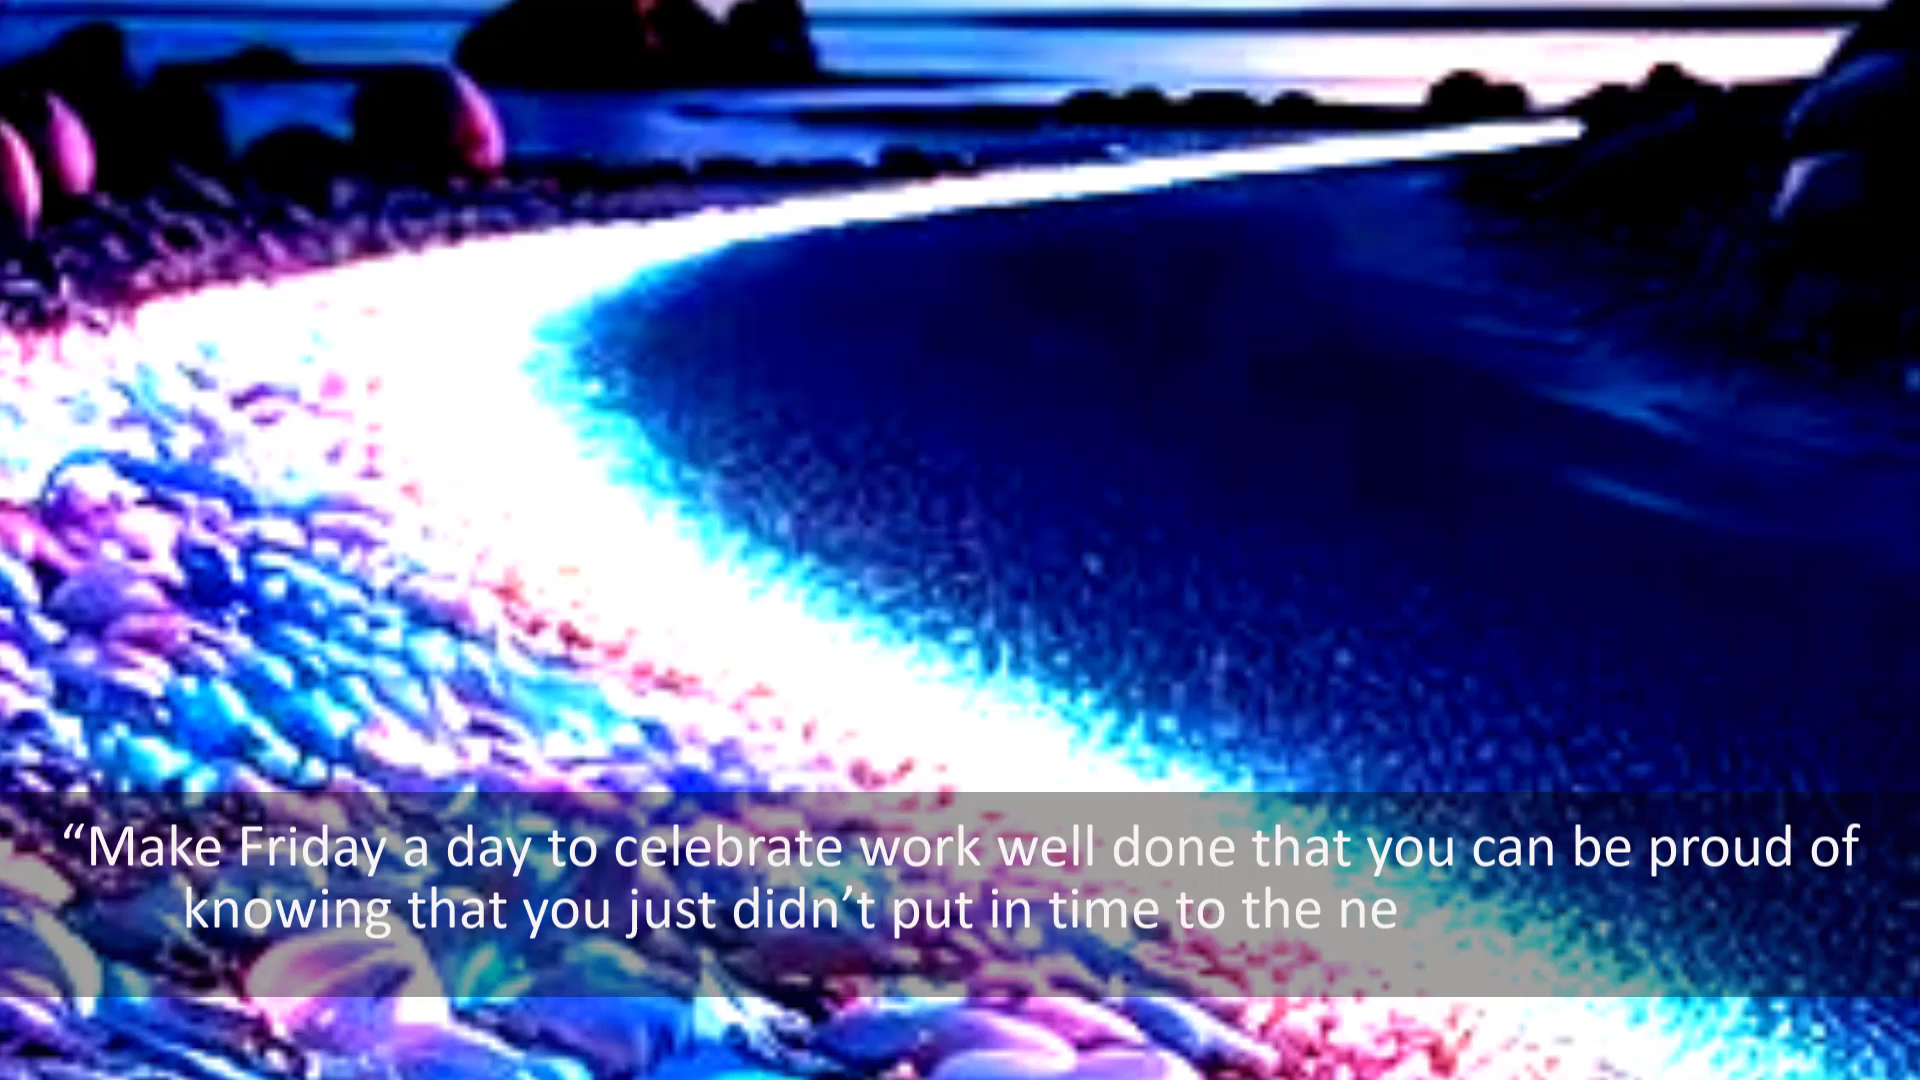 “Make Friday a day to celebrate work well done that you can be proud of
knowing that you just didn’t put in time to the ne